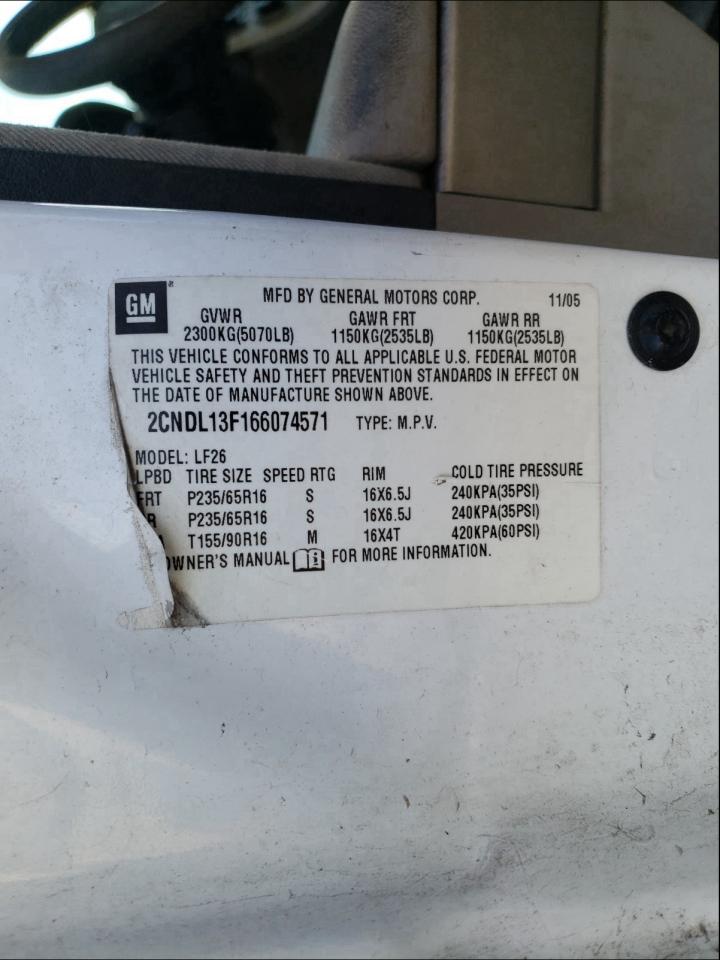 GM ® MFD BY GENERAL MOTORS CORP. 11/05
GVWR GAWR FRT GAWR RR
2300KG(5070LB) 1150KG(2535LB) 1150KG(2535LB)
THIS VEHICLE CONFORMS TO ALL APPLICABLE U.S. FEDERAL MOTOR
VEHICLE SAFETY AND THEFT PREVENTION STANDARDS IN EFFECT ON
THE DATE OF MANUFACTURE SHOWN ABOVE.
2CNDL13F166074571 TYPE: M.P.V.
MODEL: LF26
LPBD TIRE SIZE SPEED RTG RIM COLD TIRE PRESSURE
FRT P235/65R16 S 16X6.5J 240KPA(35PSI)
R P235/65R16 S 16X6.5J 240KPA(35PSI)
A T155/90R16 M 16X4T 420KPA(60PSI)
OWNER'S MANUAL i FOR MORE INFORMATION.